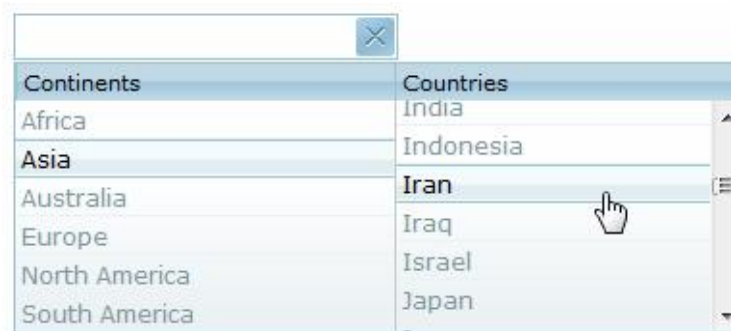 Continents
Africa
Asia
Australia
Europe
North America
South America
Countries
India
Indonesia
Iran
Iraq
Israel
Japan